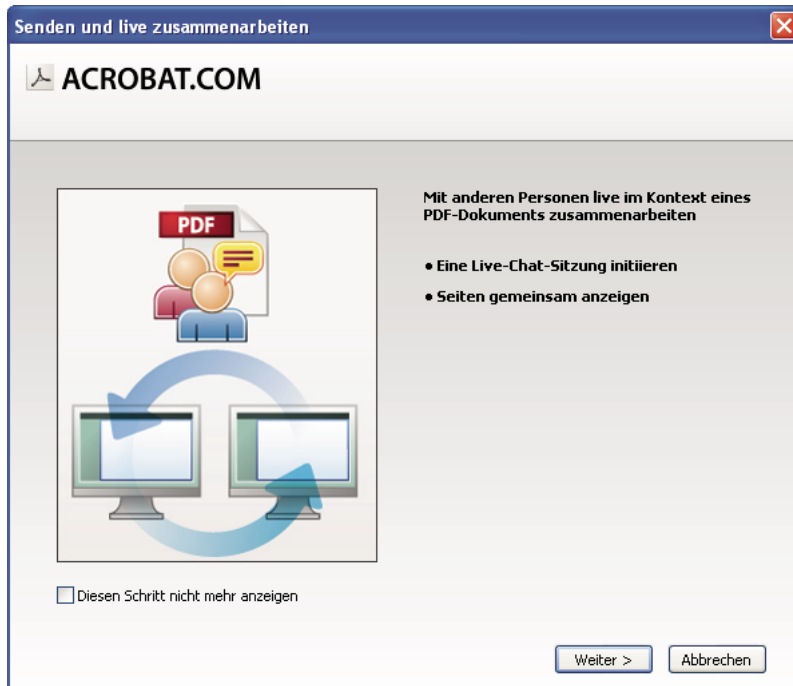 Senden und live zusammenarbeiten
ACROBAT.COM
PDF
Mit anderen Personen live im Kontext eines
PDF-Dokuments zusammenarbeiten
• Eine Live-Chat-Sitzung initiieren
• Seiten gemeinsam anzeigen
Diesen Schritt nicht mehr anzeigen
Weiter >
Abbrechen